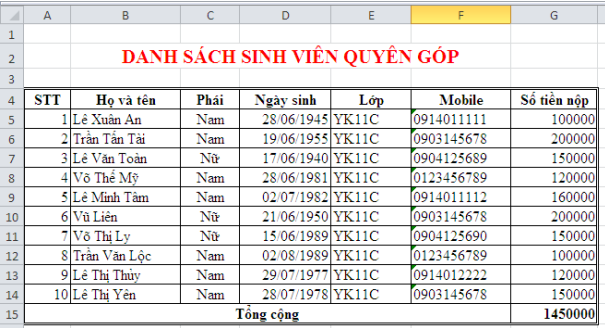 A B C D E F G
1
2 DANH SÁCH SINH VIÊN QUYÊN GÓP
3
4 STT Họ và tên Phái Ngày sinh Lớp Mobile Số tiền nộp
5 1 Lê Xuân An Nam 28/06/1945 YK11C 0914011111 100000
6 2 Trần Tấn Tài Nam 19/06/1955 YK11C 0903145678 200000
7 3 Lê Văn Toàn Nữ 17/06/1940 YK11C 0904125689 150000
8 4 Võ Thế Mỹ Nam 28/06/1981 YK11C 0123456789 120000
9 5 Lê Minh Tâm Nam 02/07/1982 YK11C 0914011112 160000
10 6 Vũ Liên Nữ 21/06/1950 YK11C 0903145678 200000
11 7 Võ Thị Ly Nữ 15/06/1989 YK11C 0904125690 150000
12 8 Trần Văn Lộc Nam 02/08/1989 YK11C 0123456789 100000
13 9 Lê Thị Thủy Nam 29/07/1977 YK11C 0914012222 120000
14 10 Lê Thị Yên Nam 28/07/1978 YK11C 0903145678 150000
15 Tổng cộng 1450000